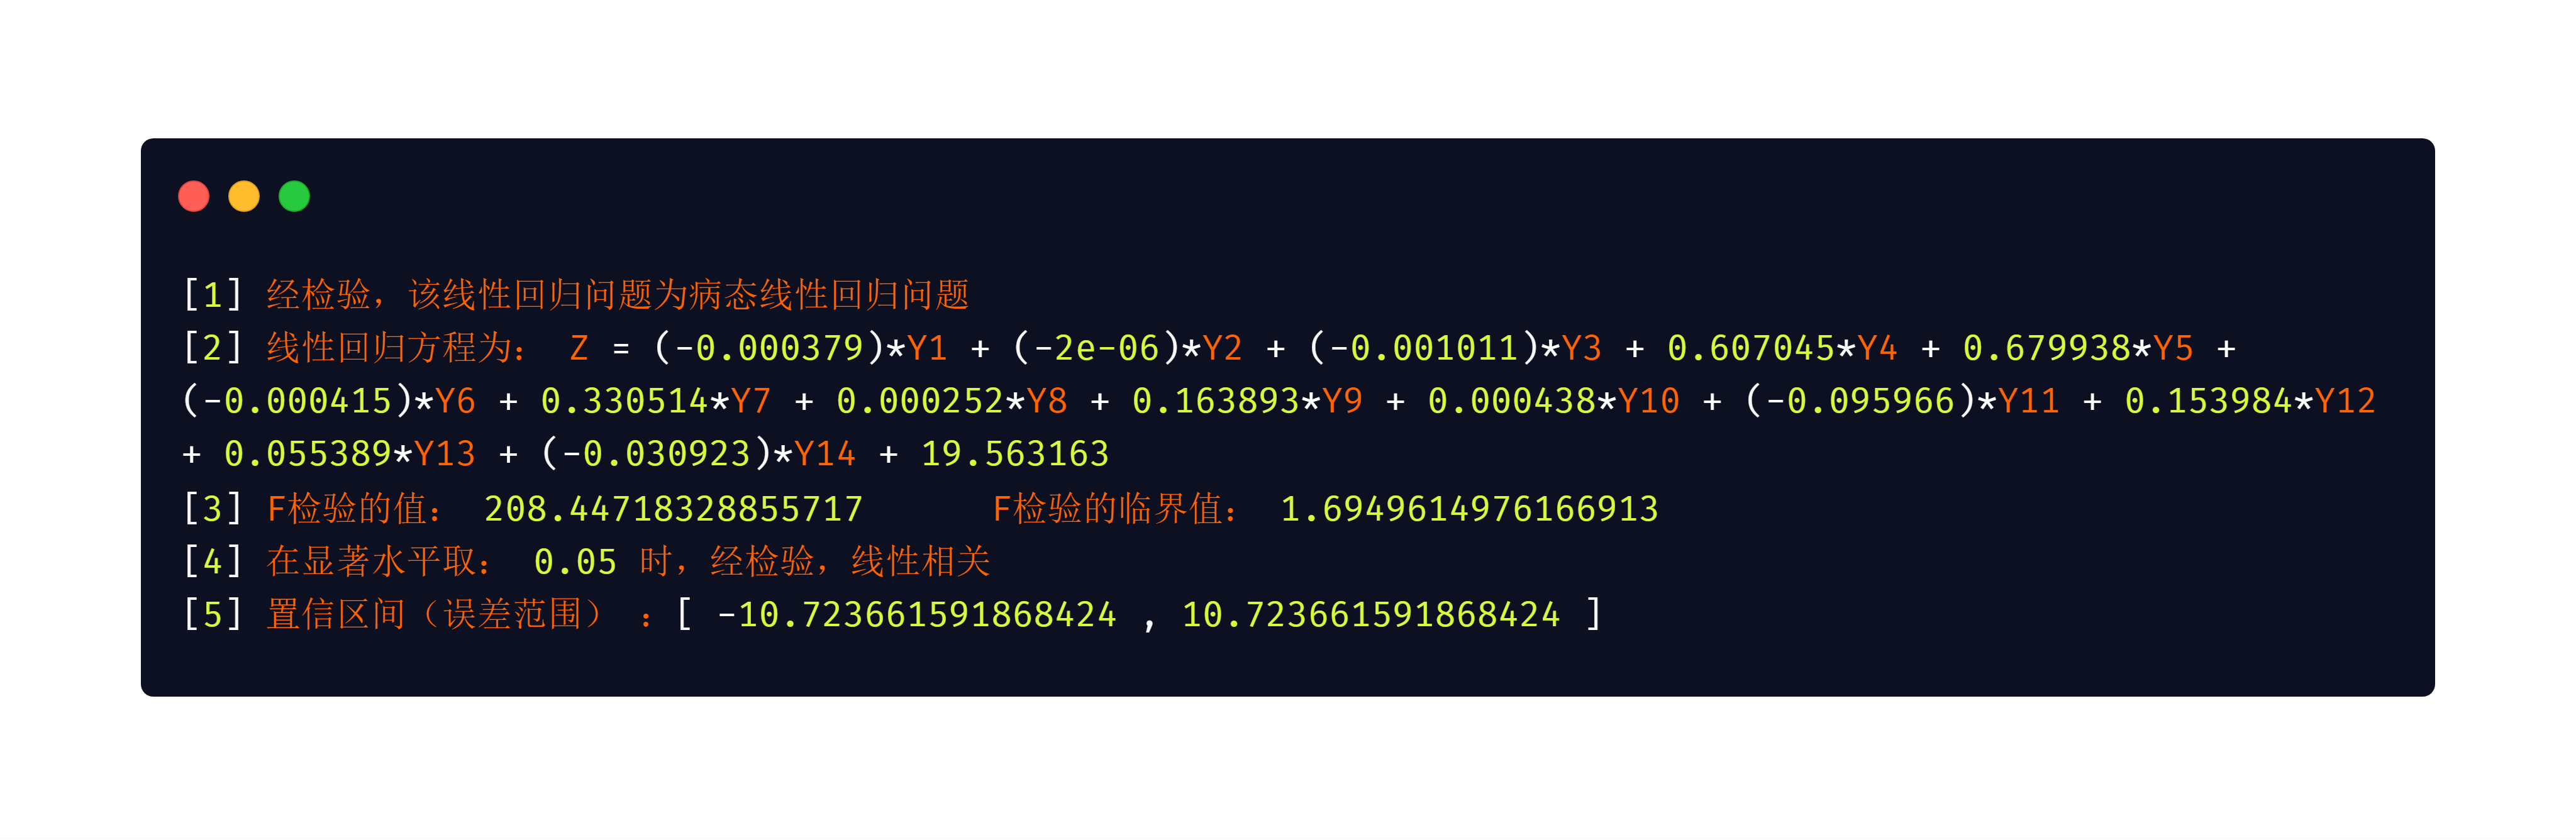 [1] 经检验，该线性回归问题为病态线性回归问题
[2] 线性回归方程为： Z = (-0.000379)*Y1 + (-2e-06)*Y2 + (-0.001011)*Y3 + 0.607045*Y4 + 0.679938*Y5 +
(-0.000415)*Y6 + 0.330514*Y7 + 0.000252*Y8 + 0.163893*Y9 + 0.000438*Y10 + (-0.095966)*Y11 + 0.153984*Y12
+ 0.055389*Y13 + (-0.030923)*Y14 + 19.563163
[3] F检验的值： 208.44718328855717 F检验的临界值： 1.6949614976166913
[4] 在显著水平取： 0.05 时，经检验，线性相关
[5] 置信区间（误差范围） ：[ -10.723661591868424 , 10.723661591868424 ]